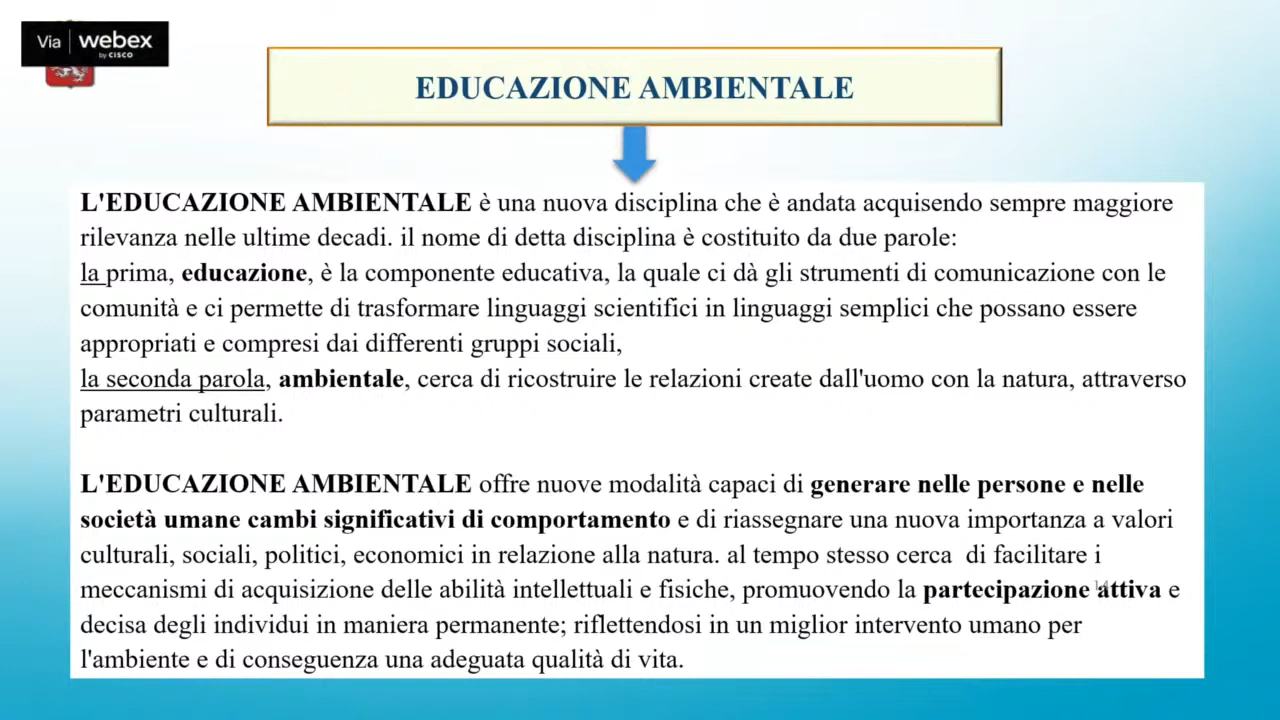 Via webex
by CISCO
EDUCAZIONE AMBIENTALE
L'EDUCAZIONE AMBIENTALE è una nuova disciplina che è andata acquisendo sempre maggiore
rilevanza nelle ultime decadi. il nome di detta disciplina è costituito da due parole:
la prima, educazione, è la componente educativa, la quale ci dà gli strumenti di comunicazione con le
comunità e ci permette di trasformare linguaggi scientifici in linguaggi semplici che possano essere
appropriati e compresi dai differenti gruppi sociali,
la seconda parola, ambientale, cerca di ricostruire le relazioni create dall'uomo con la natura, attraverso
parametri culturali.
L'EDUCAZIONE AMBIENTALE offre nuove modalità capaci di generare nelle persone e nelle
società umane cambi significativi di comportamento e di riassegnare una nuova importanza a valori
culturali, sociali, politici, economici in relazione alla natura. al tempo stesso cerca  di facilitare i
meccanismi di acquisizione delle abilità intellettuali e fisiche, promuovendo la partecipazione attiva e
14
decisa degli individui in maniera permanente; riflettendosi in un miglior intervento umano per
l'ambiente e di conseguenza una adeguata qualità di vita.